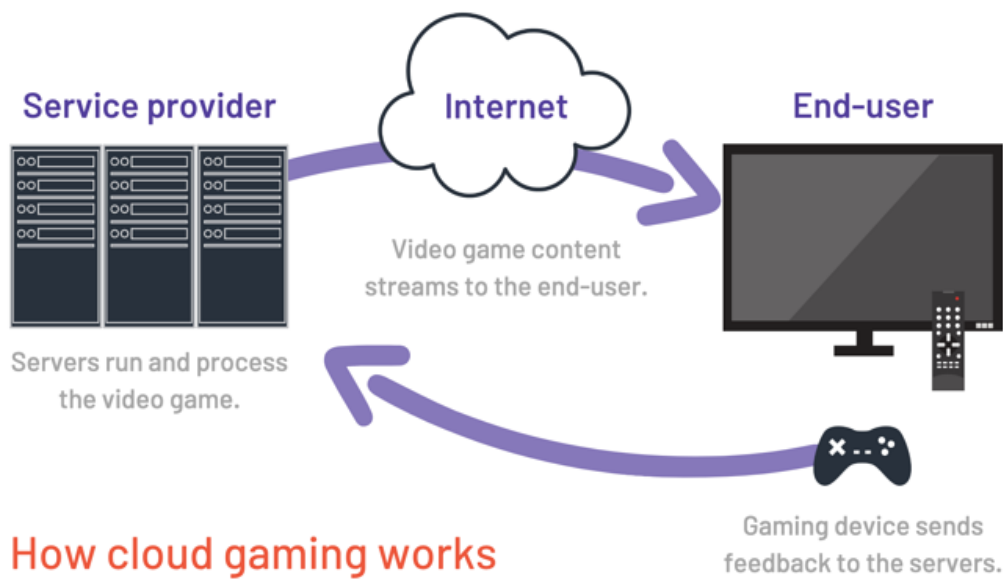 Service provider
Internet
End-user
Video game content
streams to the end-user.
Servers run and process
the video game.
Gaming device sends
feedback to the servers.
How cloud gaming works